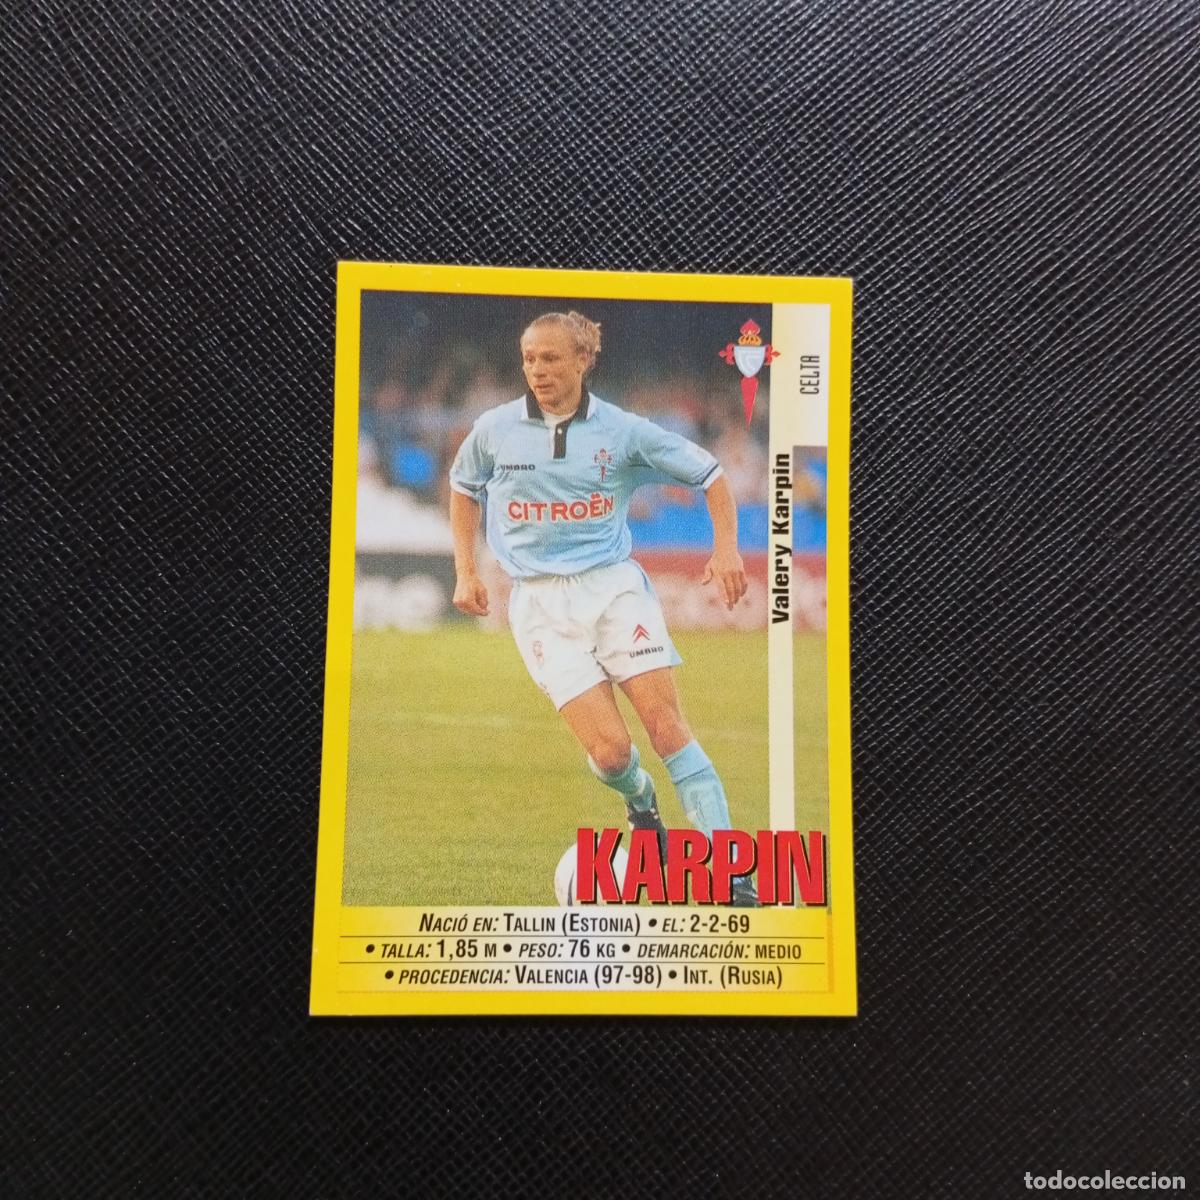 CELTA
Valery Karpin
UMBRO
CITROËN
UMBRO
KARPIN
NACIÓ EN: TALLIN (ESTONIA) • EL: 2-2-69
• TALLA: 1,85 M • PESO: 76 KG • DEMARCACIÓN: MEDIO
• PROCEDENCIA: VALENCIA (97-98) • INT. (RUSIA)
todocoleccion